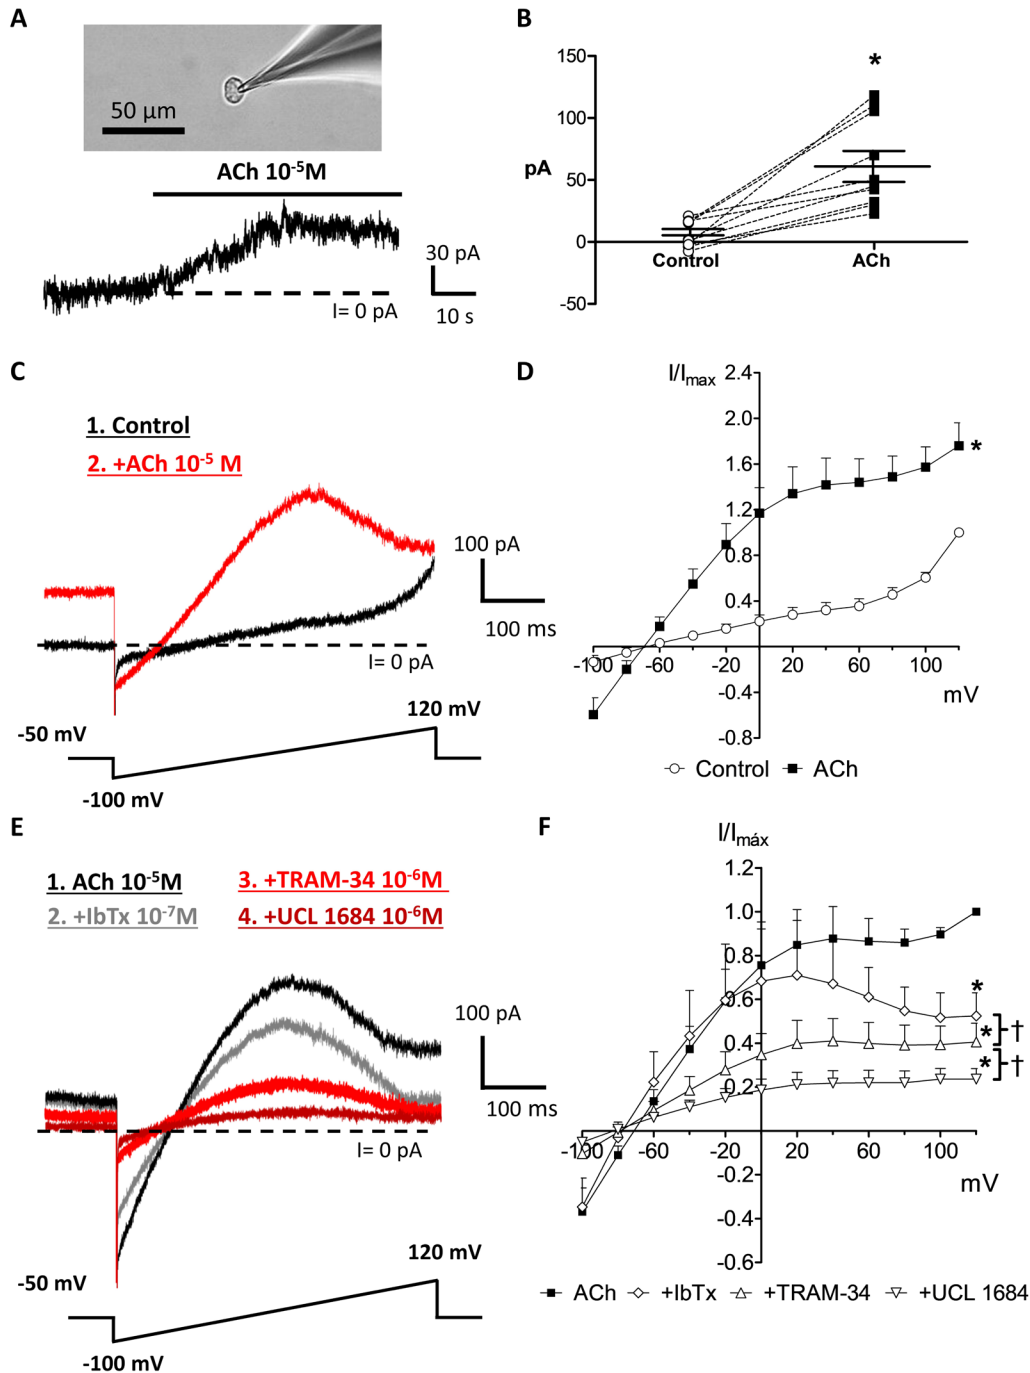 A
50 µm
ACh 10⁻⁵M
30 pA
I= 0 pA
10 s
B
150
100
pA
50
0
Control
ACh
-50
*
C
1. Control
2. +ACh 10⁻⁵ M
100 pA
100 ms
I= 0 pA
120 mV
-50 mV
-100 mV
D
I/Imax
2.4
2.0
1.6
1.2
0.8
0.4
-100
-60
-20
20
60
100
mV
-0.4
-0.8
*
Control
ACh
E
1. ACh 10⁻⁵M
3. +TRAM-34 10⁻⁶M
2. +IbTx 10⁻⁷M
4. +UCL 1684 10⁻⁶M
100 pA
100 ms
I= 0 pA
120 mV
-50 mV
-100 mV
F
I/Imáx
1.2
1.0
0.8
0.6
0.4
0.2
*
* †
* †
-100
-60
-20
20
60
100
mV
-0.2
-0.4
-0.6
ACh
+IbTx
+TRAM-34
+UCL 1684